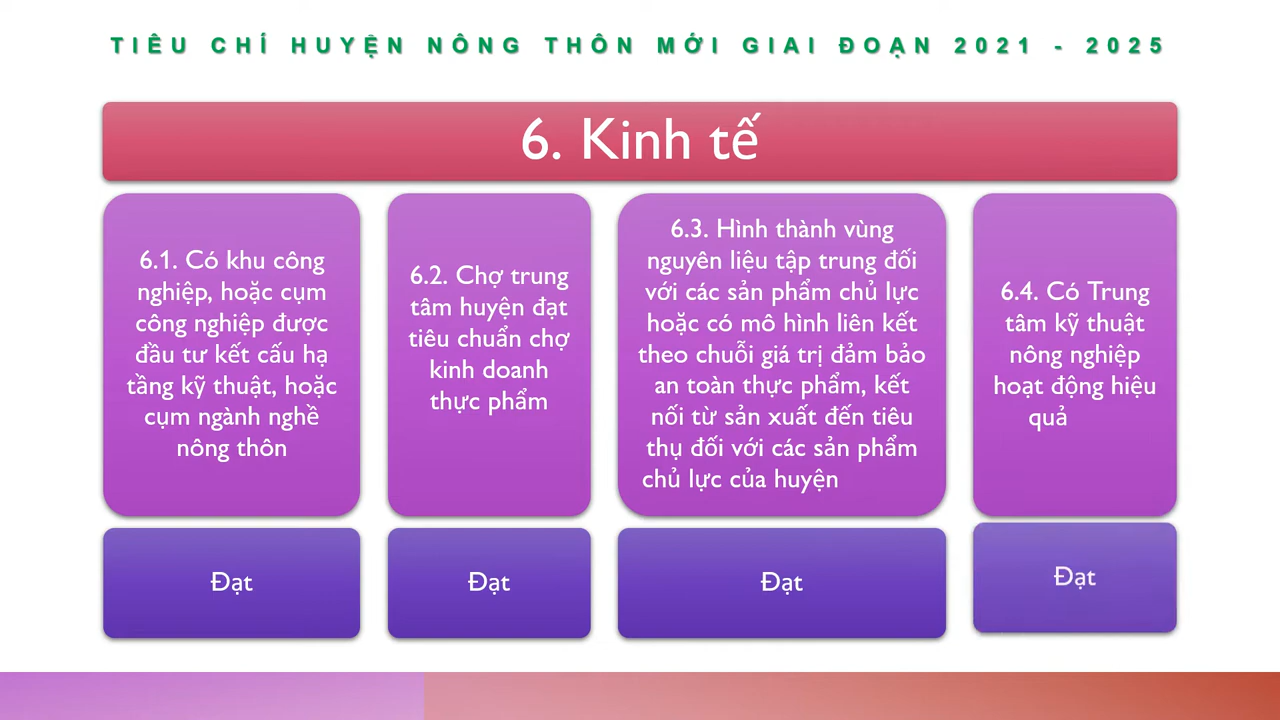 TIÊU CHÍ HUYỆN NÔNG THÔN MỚI GIAI ĐOẠN 2021 - 2025
6. Kinh tế
6.1. Có khu công
nghiệp, hoặc cụm
công nghiệp được
đầu tư kết cấu hạ
tầng kỹ thuật, hoặc
cụm ngành nghề
nông thôn
6.2. Chợ trung
tâm huyện đạt
tiêu chuẩn chợ
kinh doanh
thực phẩm
6.3. Hình thành vùng
nguyên liệu tập trung đối
với các sản phẩm chủ lực
hoặc có mô hình liên kết
theo chuỗi giá trị đảm bảo
an toàn thực phẩm, kết
nối từ sản xuất đến tiêu
thụ đối với các sản phẩm
chủ lực của huyện
6.4. Có Trung
tâm kỹ thuật
nông nghiệp
hoạt động hiệu
quả
Đạt
Đạt
Đạt
Đạt